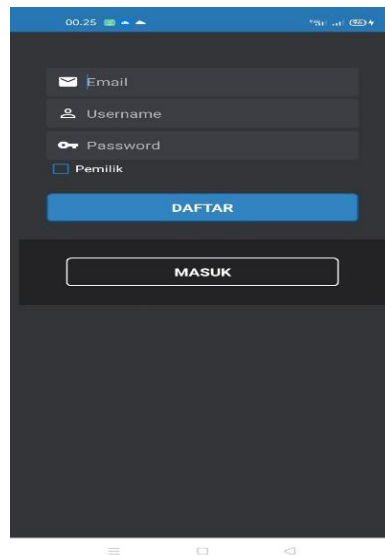 00.25
Email
Username
Password
Pemilik
DAFTAR
MASUK